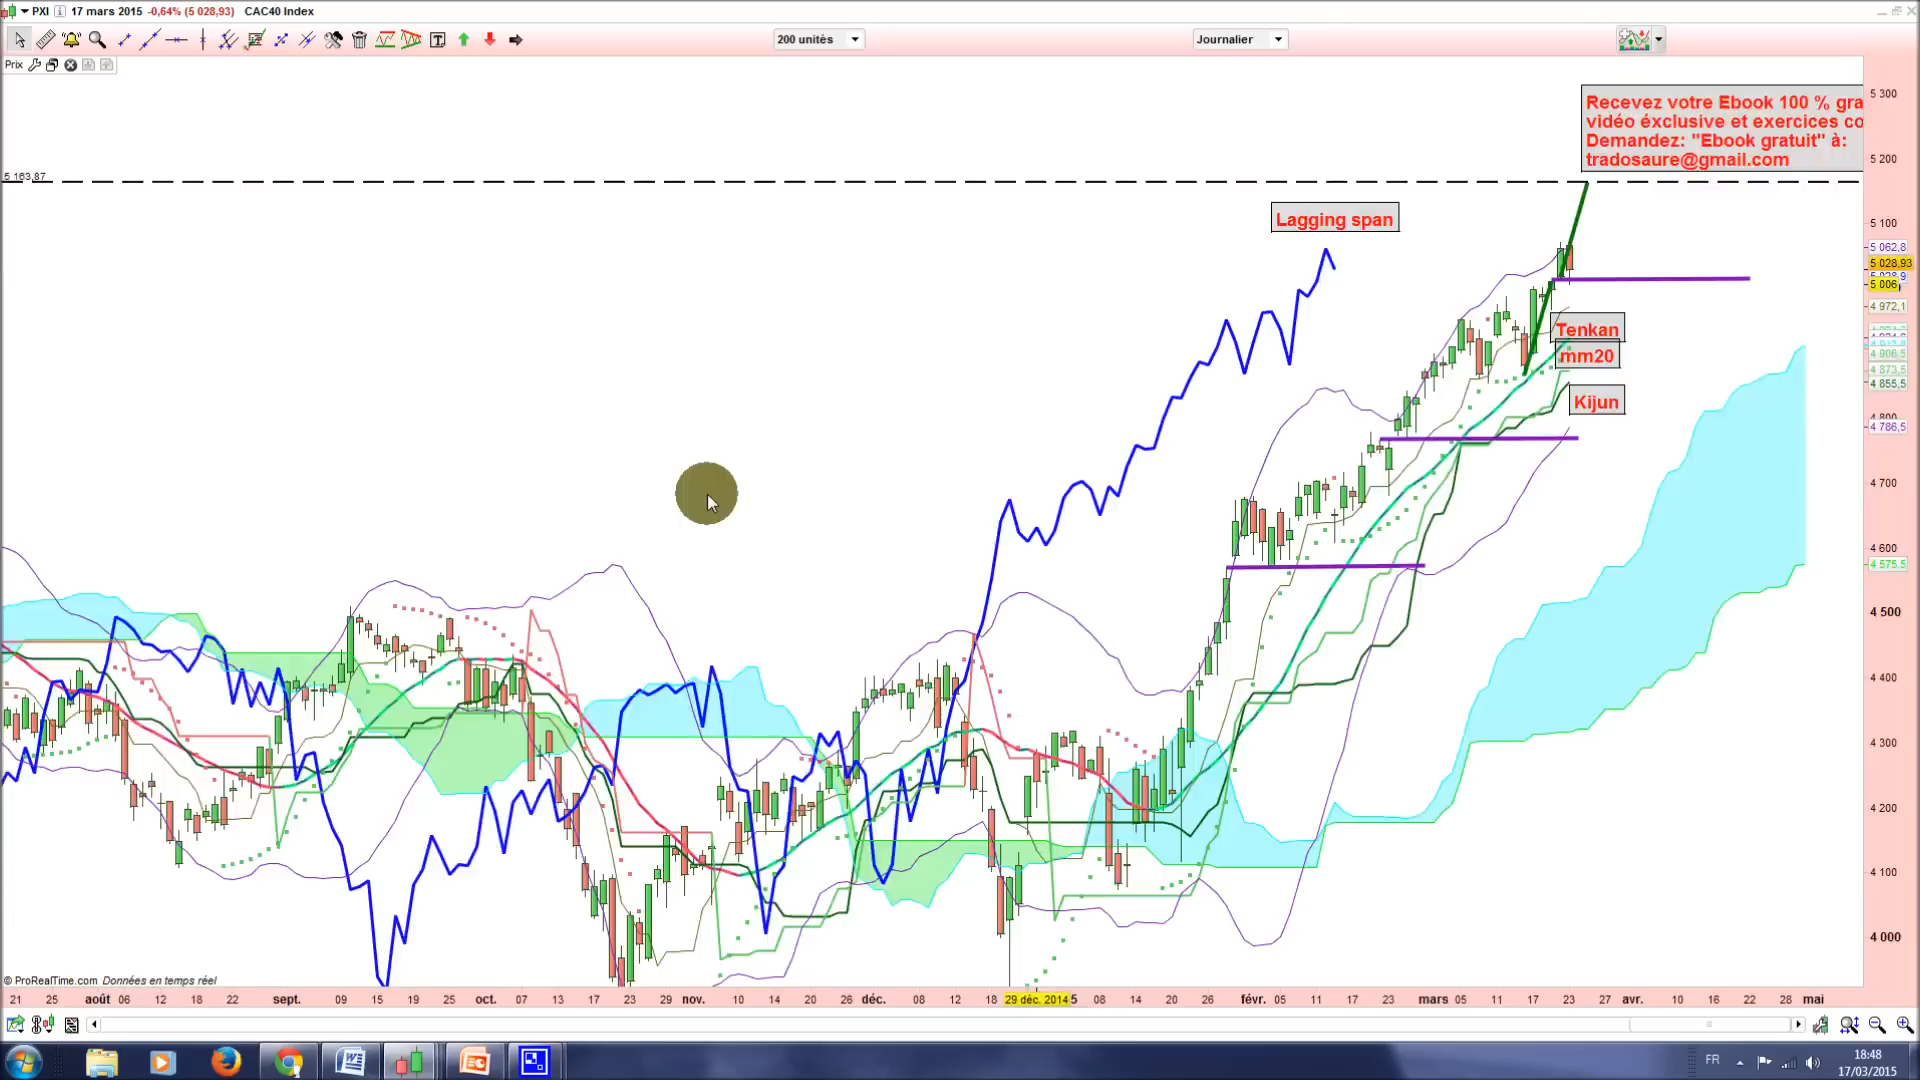 PXI 17 mars 2015 -0,64% (5 028,93) CAC40 Index
200 unités
Journalier
Prix
5 300
Recevez votre Ebook 100 % gra
vidéo éxclusive et exercices co
Demandez: "Ebook gratuit" à:
tradosaure@gmail.com
5 200
5 163,87
Lagging span
5 100
5 062,8
5 028,93
5 006
4 972,1
Tenkan
mm20
4 906,5
4 873,5
4 855,5
Kijun
4 786,5
4 700
4 600
4 575,5
4 500
4 400
4 300
4 200
4 100
4 000
© ProRealTime.com Données en temps réel
21 25 août 06 12 18 22 sept. 09 15 19 25 oct. 07 13 17 23 29 nov. 10 14 20 26 déc. 08 12 18 29 déc. 2014 5 08 14 20 26 févr. 05 11 17 23 mars 05 11 17 23 27 avr. 10 16 22 28 mai
FR
18:48
17/03/2015